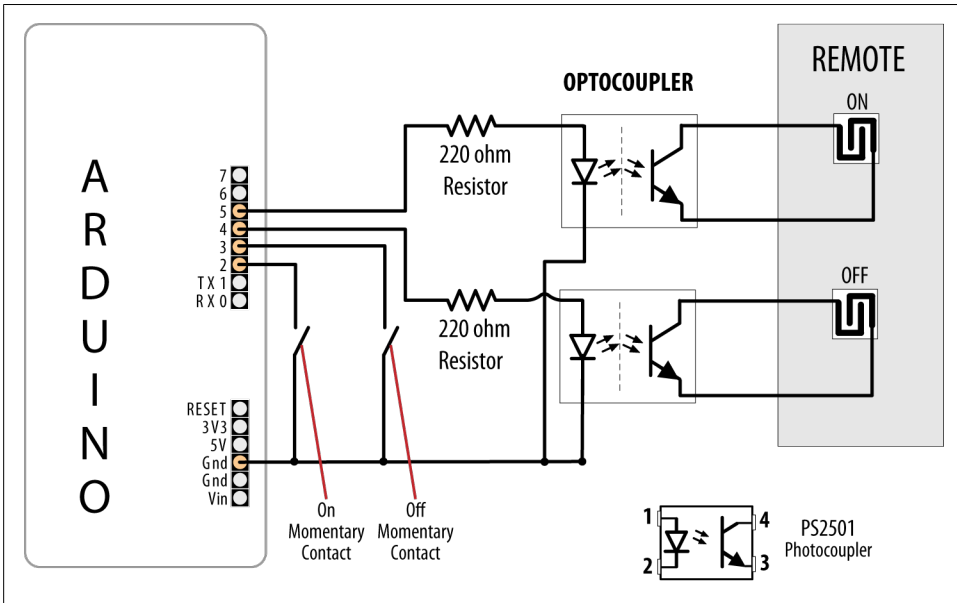 ARDUINO
7
6
5
4
3
2
TX 1
RX 0
RESET
3V3
5V
Gnd
Gnd
Vin
On
Momentary
Contact
Off
Momentary
Contact
220 ohm
Resistor
220 ohm
Resistor
OPTOCOUPLER
REMOTE
ON
OFF
1
2
4
3
PS2501
Photocoupler